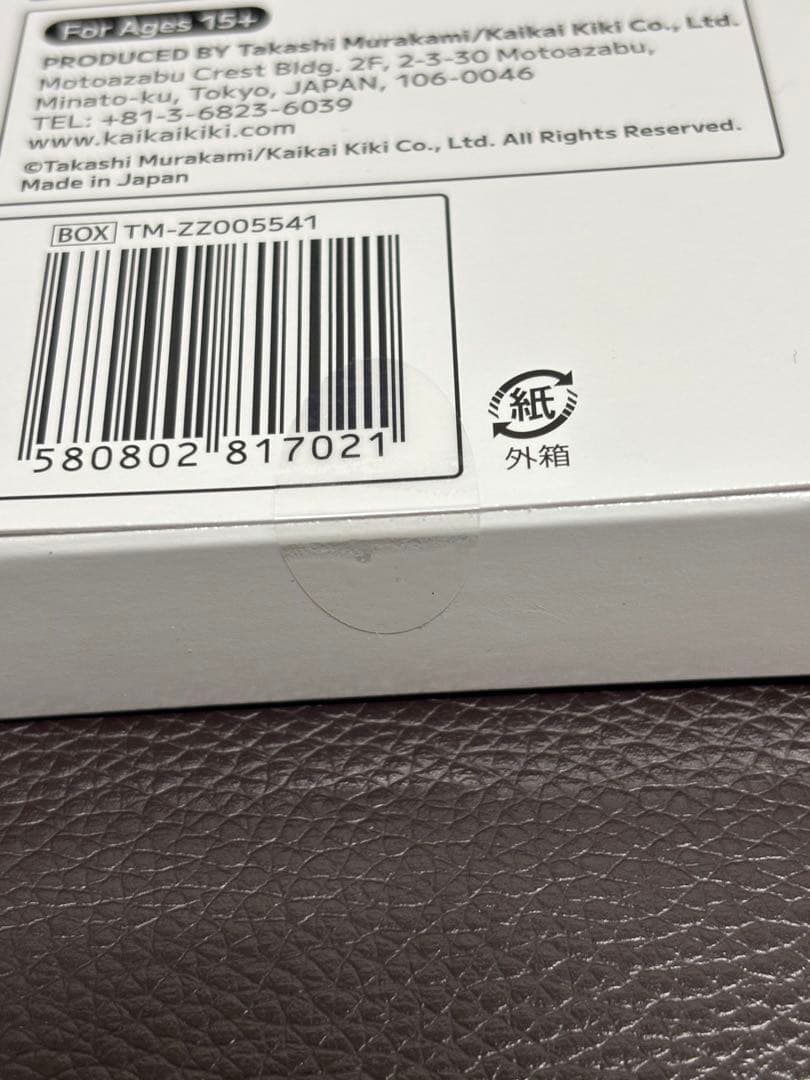 For Ages 15+
PRODUCED BY Takashi Murakami/Kaikai Kiki Co., Ltd.
Motoazabu Crest Bldg. 2F, 2-3-30 Motoazabu,
Minato-ku, Tokyo, JAPAN, 106-0046
TEL: +81-3-6823-6039
www.kaikaikiki.com
©Takashi Murakami/Kaikai Kiki Co., Ltd. All Rights Reserved.
Made in Japan
BOX TM-ZZ005541
580802 817021
紙
外箱